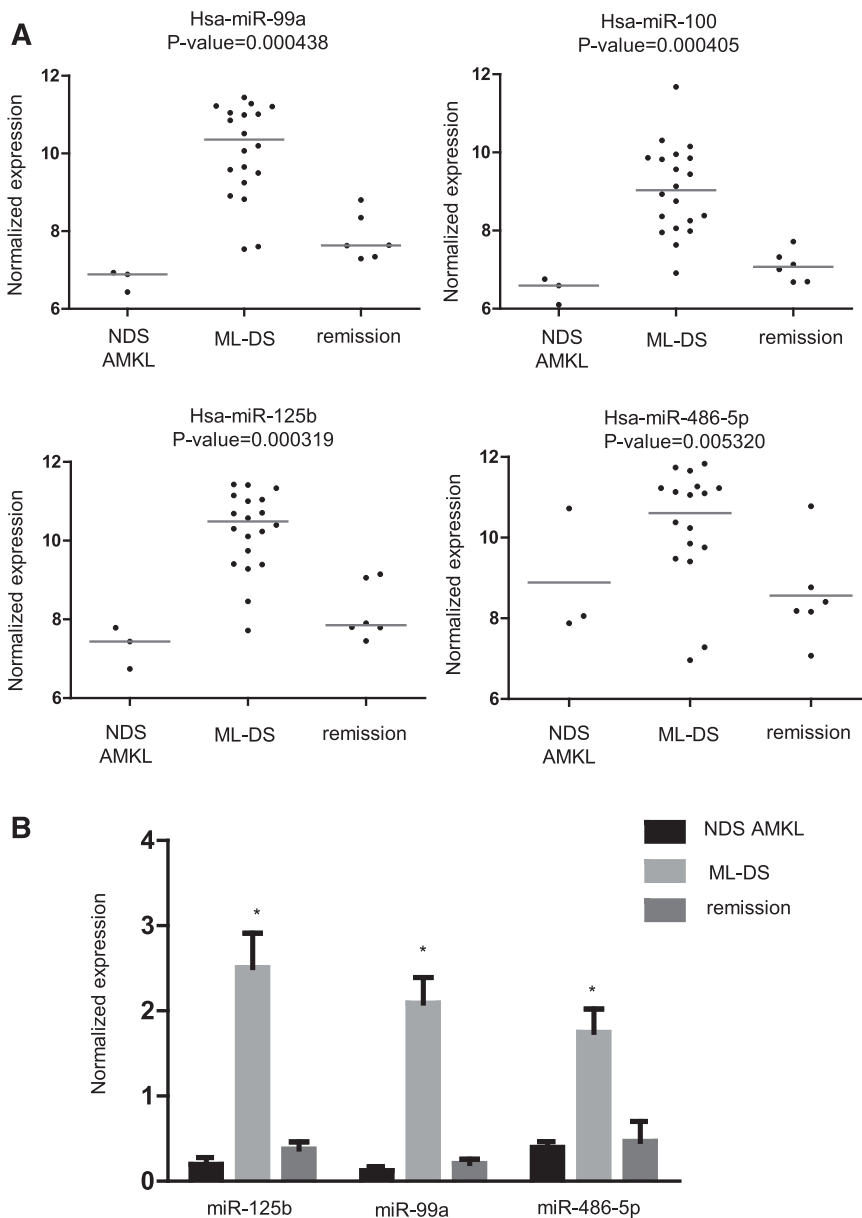 A
Hsa-miR-99a
P-value=0.000438
Normalized expression
12
10
8
6
NDS
AMKL
ML-DS
remission
Hsa-miR-100
P-value=0.000405
Normalized expression
12
10
8
6
NDS
AMKL
ML-DS
remission
Hsa-miR-125b
P-value=0.000319
Normalized expression
12
10
8
6
NDS
AMKL
ML-DS
remission
Hsa-miR-486-5p
P-value=0.005320
Normalized expression
12
10
8
6
NDS
AMKL
ML-DS
remission
B
Normalized expression
4
3
2
1
0
*
*
*
miR-125b
miR-99a
miR-486-5p
NDS AMKL
ML-DS
remission